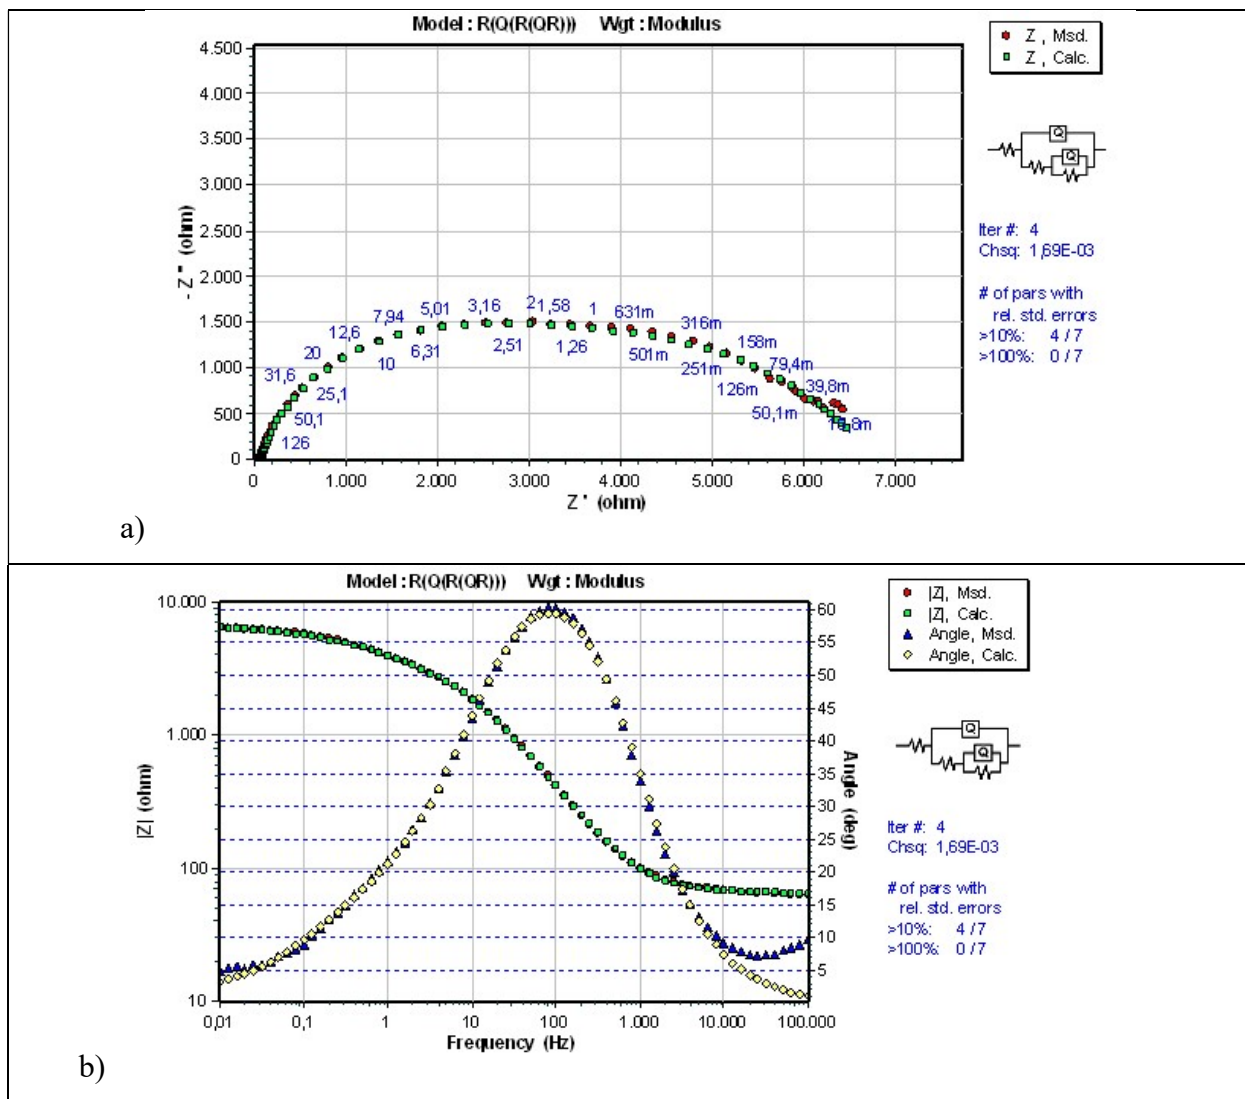 Model : R(Q(R(QR))) Wgt : Modulus
Z , Msd.
Z , Calc.
4.500
4.000
3.500
3.000
2.500
2.000
1.500
1.000
500
0
- Z '' (ohm)
20
12,6
7,94
5,01
3,16
2
1,58
1
631m
316m
158m
79,4m
39,8m
31,6
126
50,1
25,1
10
6,31
2,51
1,26
501m
251m
126m
50,1m
0 1.000 2.000 3.000 4.000 5.000 6.000 7.000
Z ' (ohm)
Q
Q
Iter #: 4
Chsq: 1,69E-03
# of pars with
rel. std. errors
>10%: 4 / 7
>100%: 0 / 7
a)
Model : R(Q(R(QR))) Wgt : Modulus
|Z|, Msd.
|Z|, Calc.
Angle, Msd.
Angle, Calc.
10.000
1.000
100
10
|Z| (ohm)
60
55
50
45
40
35
30
25
20
15
10
5
Angle (deg)
0,01 0,1 1 10 100 1.000 10.000 100.000
Frequency (Hz)
Q
Q
Iter #: 4
Chsq: 1,69E-03
# of pars with
rel. std. errors
>10%: 4 / 7
>100%: 0 / 7
b)